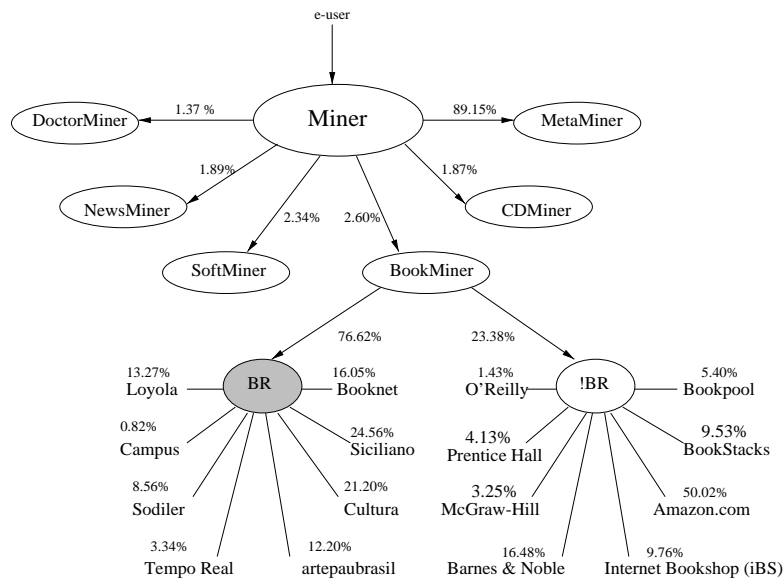 e-user
Miner
1.37 %
89.15%
DoctorMiner
MetaMiner
1.89%
1.87%
NewsMiner
CDMiner
2.34%
2.60%
SoftMiner
BookMiner
76.62%
23.38%
BR
!BR
13.27%
Loyola
16.05%
Booknet
1.43%
O'Reilly
5.40%
Bookpool
0.82%
Campus
24.56%
Siciliano
4.13%
Prentice Hall
9.53%
BookStacks
8.56%
Sodiler
21.20%
Cultura
3.25%
McGraw-Hill
50.02%
Amazon.com
3.34%
Tempo Real
12.20%
artepaubrasil
16.48%
Barnes & Noble
9.76%
Internet Bookshop (iBS)